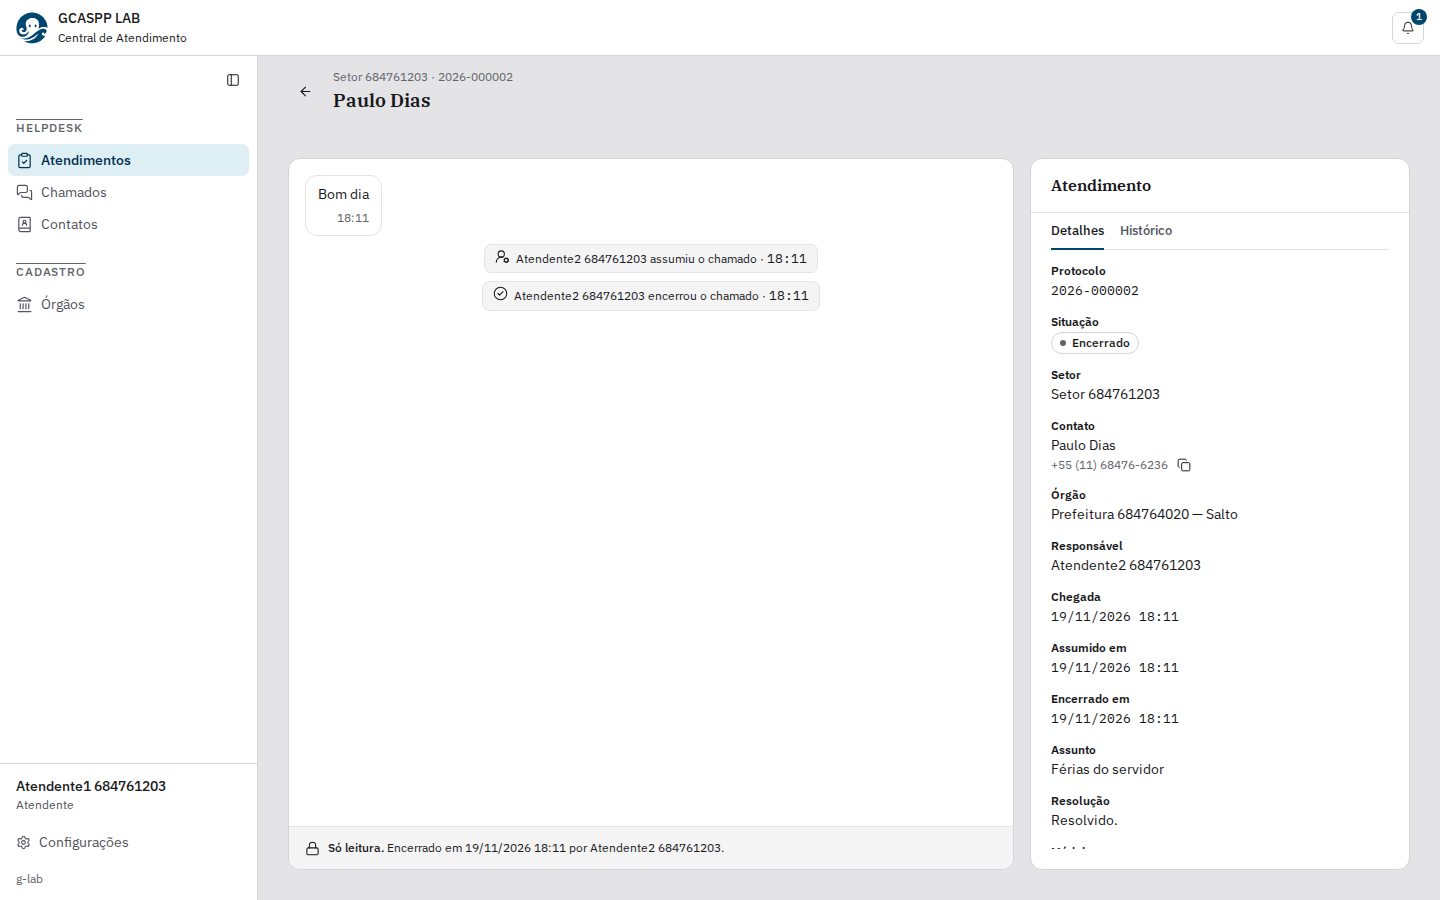 GCASPP LAB
Central de Atendimento
1
HELPDESK
Atendimentos
Chamados
Contatos
CADASTRO
Órgãos
Atendente1 684761203
Atendente
Configurações
g-lab
Setor 684761203 · 2026-000002
Paulo Dias
Bom dia
18:11
Atendente2 684761203 assumiu o chamado · 18:11
Atendente2 684761203 encerrou o chamado · 18:11
Só leitura. Encerrado em 19/11/2026 18:11 por Atendente2 684761203.
Atendimento
Detalhes Histórico
Protocolo
2026-000002
Situação
Encerrado
Setor
Setor 684761203
Contato
Paulo Dias
+55 (11) 68476-6236
Órgão
Prefeitura 684764020 — Salto
Responsável
Atendente2 684761203
Chegada
19/11/2026 18:11
Assumido em
19/11/2026 18:11
Encerrado em
19/11/2026 18:11
Assunto
Férias do servidor
Resolução
Resolvido.